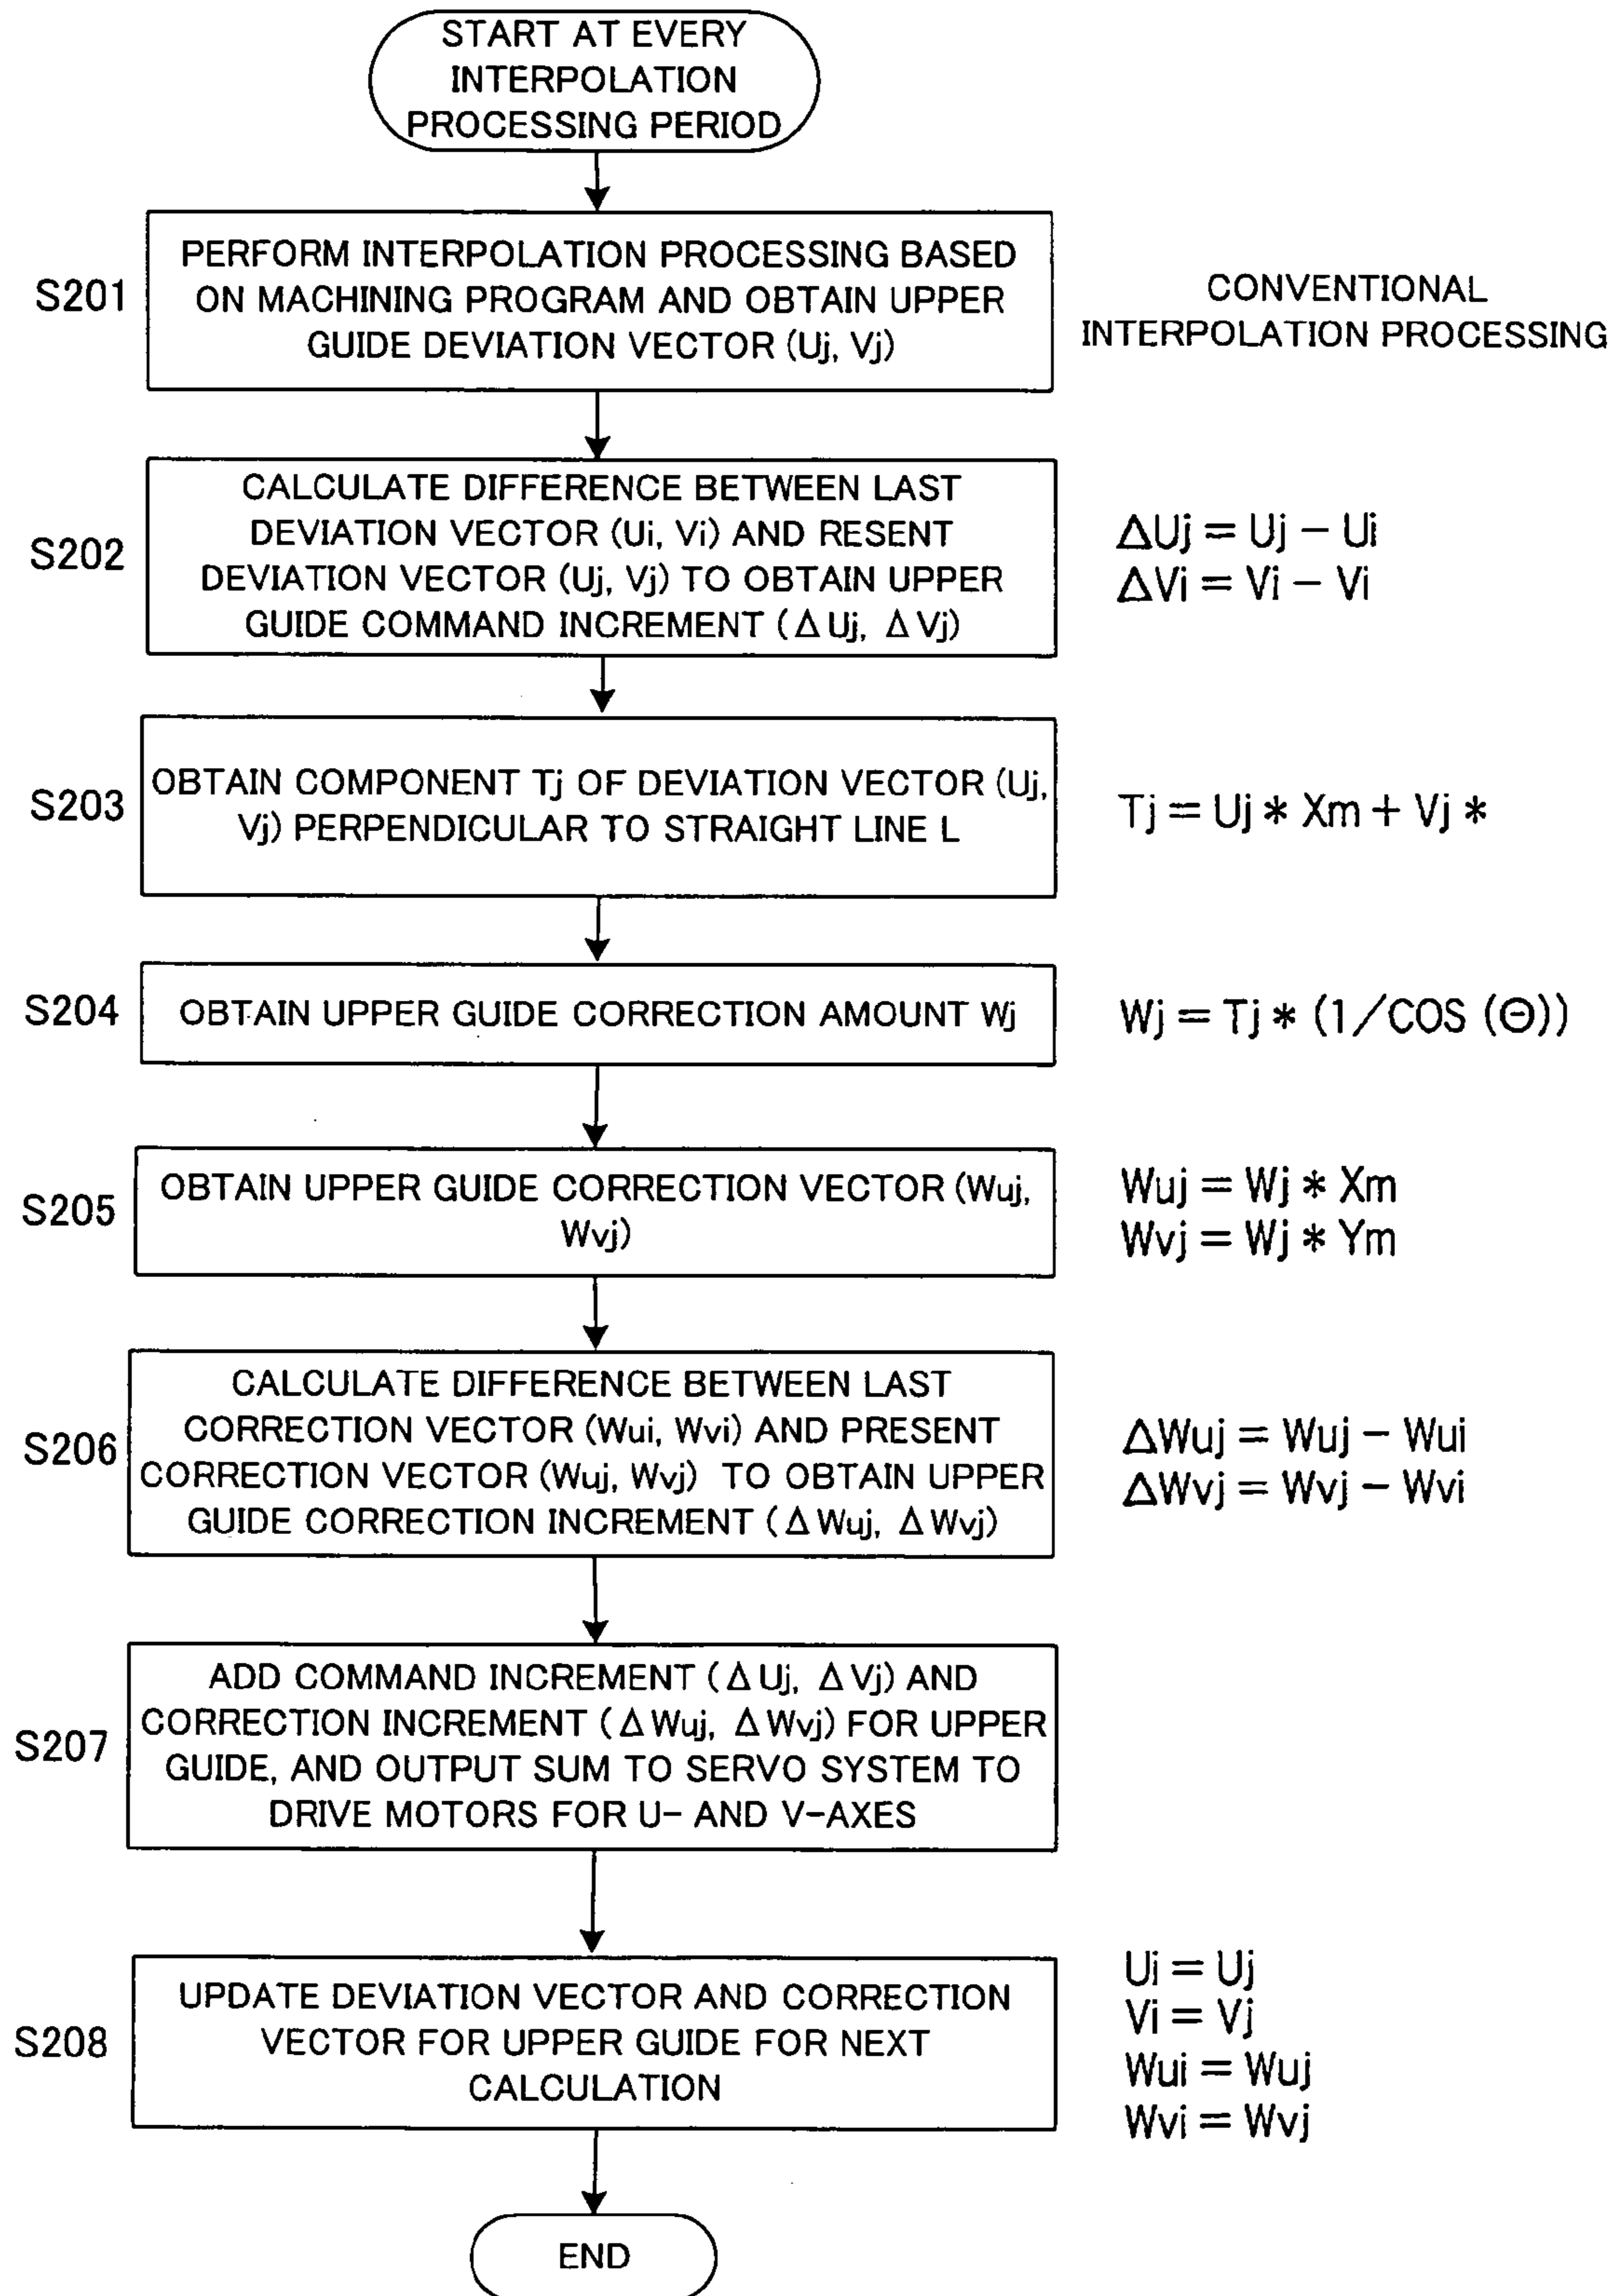 START AT EVERY
INTERPOLATION
PROCESSING PERIOD
S201
PERFORM INTERPOLATION PROCESSING BASED
ON MACHINING PROGRAM AND OBTAIN UPPER
GUIDE DEVIATION VECTOR (Uj, Vj)
CONVENTIONAL
INTERPOLATION PROCESSING
S202
CALCULATE DIFFERENCE BETWEEN LAST
DEVIATION VECTOR (Ui, Vi) AND RESENT
DEVIATION VECTOR (Uj, Vj) TO OBTAIN UPPER
GUIDE COMMAND INCREMENT (ΔUj, ΔVj)
ΔUj = Uj − Ui
ΔVi = Vi − Vi
S203
OBTAIN COMPONENT Tj OF DEVIATION VECTOR (Uj,
Vj) PERPENDICULAR TO STRAIGHT LINE L
Tj = Uj * Xm + Vj *
S204
OBTAIN UPPER GUIDE CORRECTION AMOUNT Wj
Wj = Tj * (1/COS (Θ))
S205
OBTAIN UPPER GUIDE CORRECTION VECTOR (Wuj,
Wvj)
Wuj = Wj * Xm
Wvj = Wj * Ym
S206
CALCULATE DIFFERENCE BETWEEN LAST
CORRECTION VECTOR (Wui, Wvi) AND PRESENT
CORRECTION VECTOR (Wuj, Wvj) TO OBTAIN UPPER
GUIDE CORRECTION INCREMENT (ΔWuj, ΔWvj)
ΔWuj = Wuj − Wui
ΔWvj = Wvj − Wvi
S207
ADD COMMAND INCREMENT (ΔUj, ΔVj) AND
CORRECTION INCREMENT (ΔWuj, ΔWvj) FOR UPPER
GUIDE, AND OUTPUT SUM TO SERVO SYSTEM TO
DRIVE MOTORS FOR U- AND V-AXES
S208
UPDATE DEVIATION VECTOR AND CORRECTION
VECTOR FOR UPPER GUIDE FOR NEXT
CALCULATION
Ui = Uj
Vi = Vj
Wui = Wuj
Wvi = Wvj
END